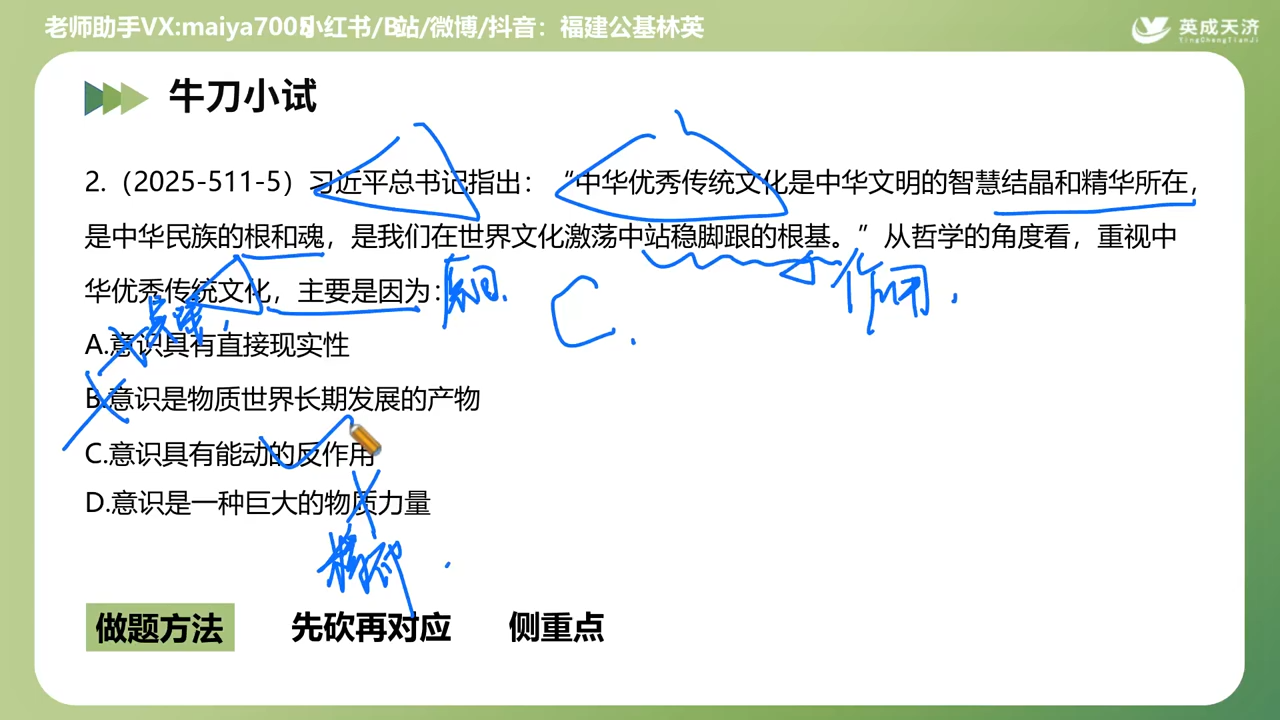 老师助手VX:maiya7005小红书/B站/微博/抖音：福建公基林英
英成天济
YingChengTianJi
牛刀小试
2.（2025-511-5）习近平总书记指出：“中华优秀传统文化是中华文明的智慧结晶和精华所在，
是中华民族的根和魂，是我们在世界文化激荡中站稳脚跟的根基。”从哲学的角度看，重视中
华优秀传统文化，主要是因为：
作用.
C.
A.意识具有直接现实性
B.意识是物质世界长期发展的产物
C.意识具有能动的反作用
D.意识是一种巨大的物质力量
精神.
做题方法 先砍再对应 侧重点